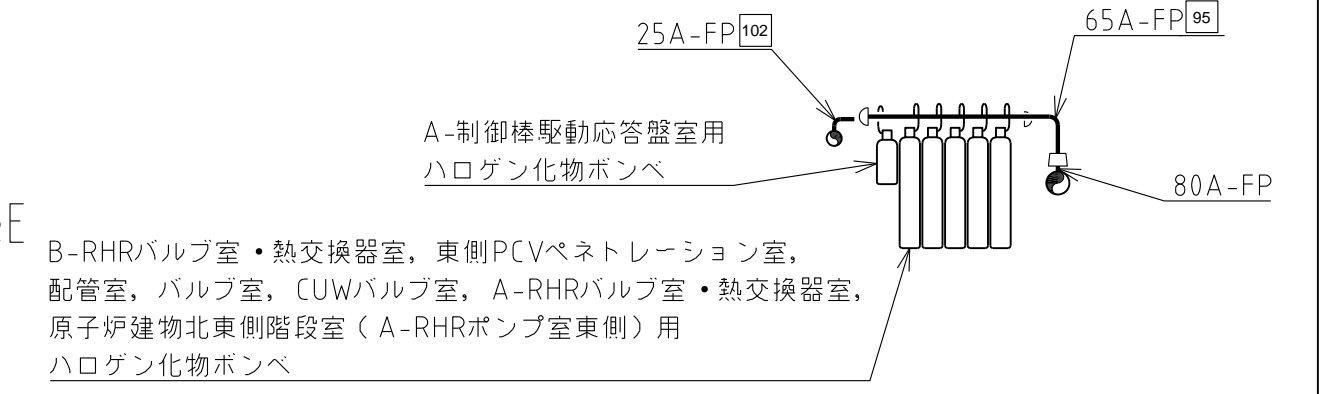 25A-FP 102
65A-FP 95
A-制御棒駆動応答盤室用
ハロゲン化物ボンベ
80A-FP
E
B-RHRバルブ室・熱交換器室，東側PCVペネトレーション室，
配管室，バルブ室，CUWバルブ室，A-RHRバルブ室・熱交換器室，
原子炉建物北東側階段室（A-RHRポンプ室東側）用
ハロゲン化物ボンベ